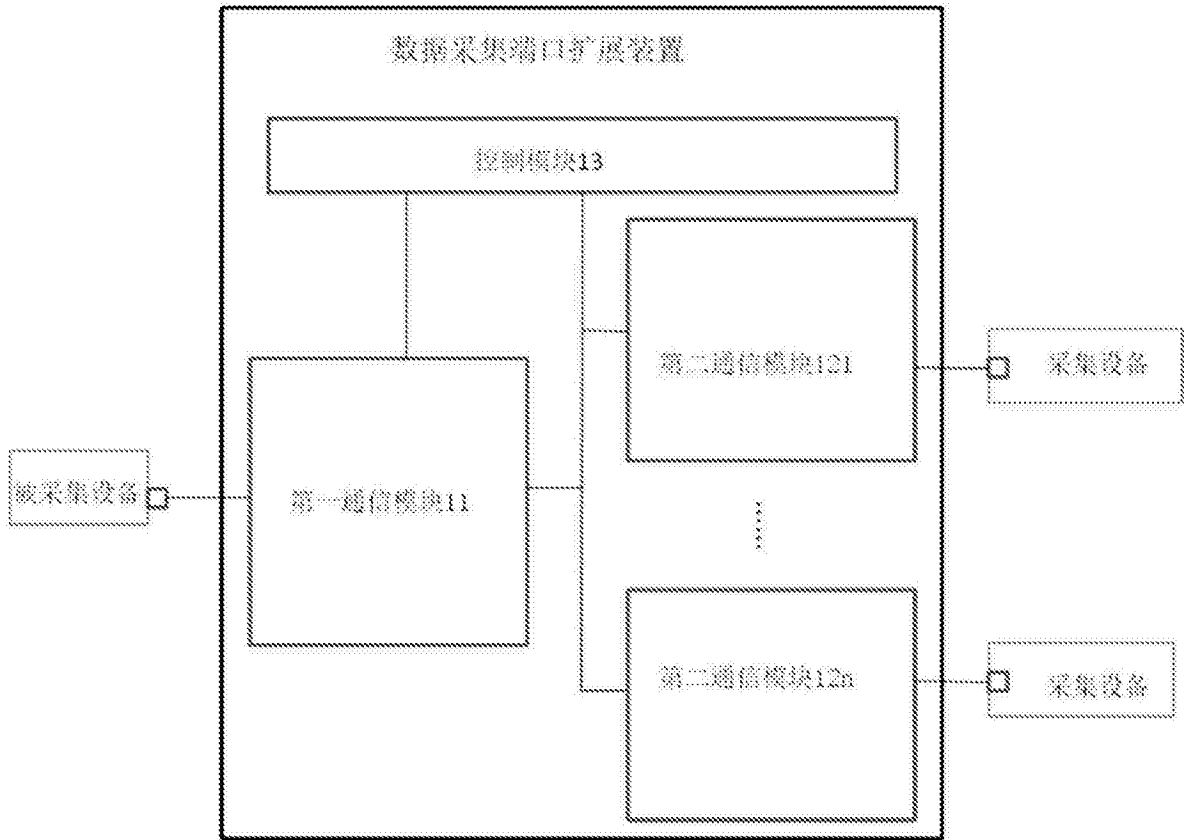 数据采集端口扩展装置
控制模块13
第二通信模块121
采集设备
被采集设备
第一通信模块11
第二通信模块12n
采集设备